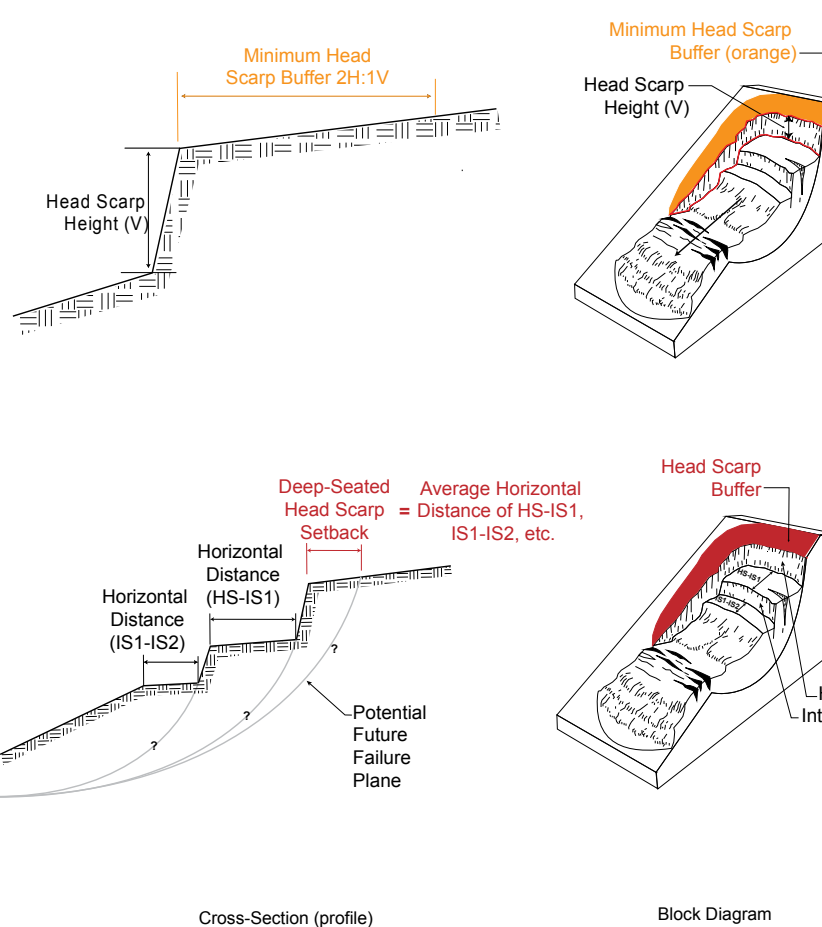 Minimum Head
Scarp Buffer 2H:1V
Head Scarp
Height (V)
Minimum Head Scarp
Buffer (orange)
Head Scarp
Height (V)
Deep-Seated
Head Scarp
Setback
=
Average Horizontal
Distance of HS-IS1,
IS1-IS2, etc.
Horizontal
Distance
(HS-IS1)
Horizontal
Distance
(IS1-IS2)
?
?
?
Potential
Future
Failure
Plane
Head Scarp
Buffer
HS-IS1
IS1-IS2
Int
Cross-Section (profile)
Block Diagram